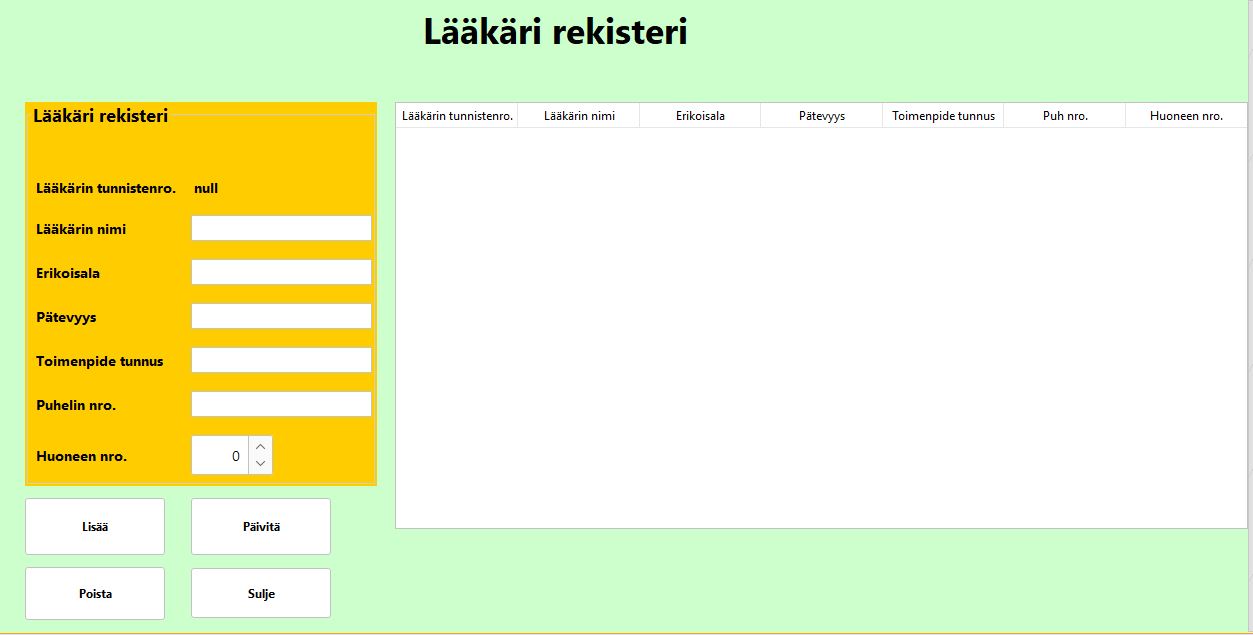 Lääkäri rekisteri
Lääkäri rekisteri
Lääkärin tunnistenro. null
Lääkärin nimi
Erikoisala
Pätevyys
Toimenpide tunnus
Puhelin nro.
Huoneen nro. 0
Lisää Päivitä
Poista Sulje
Lääkärin tunnistenro. Lääkärin nimi Erikoisala Pätevyys Toimenpide tunnus Puh nro. Huoneen nro.